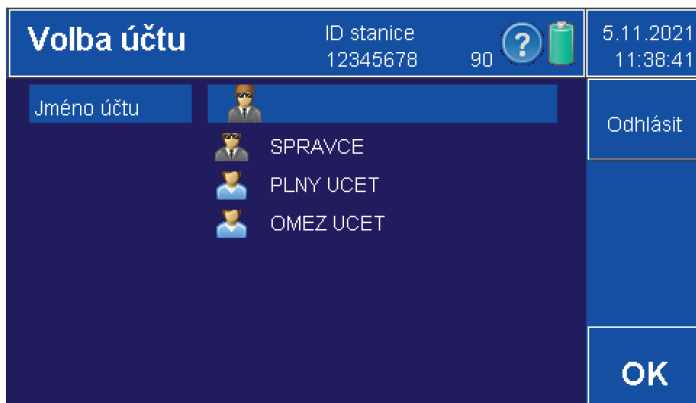 Volba účtu
ID stanice
12345678
90
?
5.11.2021
11:38:41
Jméno účtu
Odhlásit
SPRAVCE
PLNY UCET
OMEZ UCET
OK